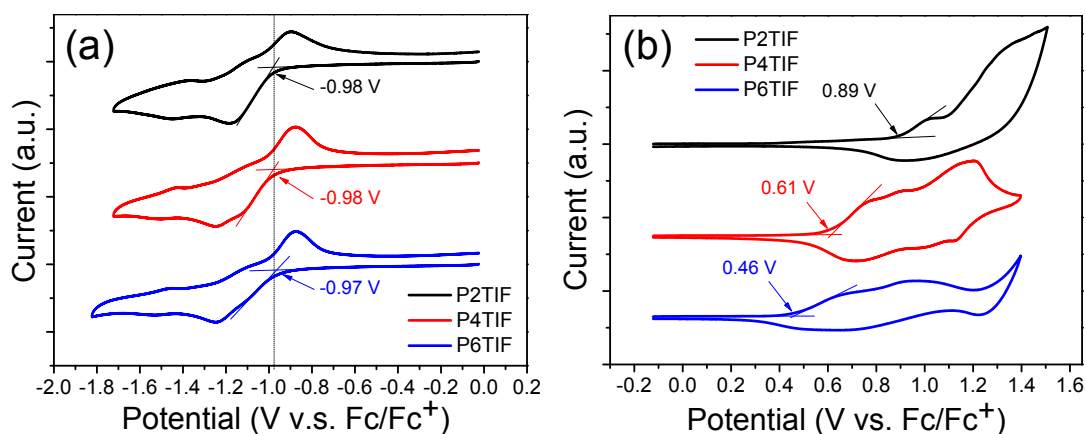 (a)
-0.98 V
-0.98 V
-0.97 V
P2TIF
P4TIF
P6TIF
Current (a.u.)
-2.0 -1.8 -1.6 -1.4 -1.2 -1.0 -0.8 -0.6 -0.4 -0.2 0.0 0.2
Potential (V v.s. Fc/Fc⁺)
(b)
P2TIF
P4TIF
P6TIF
0.89 V
0.61 V
0.46 V
Current (a.u.)
-0.2 0.0 0.2 0.4 0.6 0.8 1.0 1.2 1.4 1.6
Potential (V vs. Fc/Fc⁺)